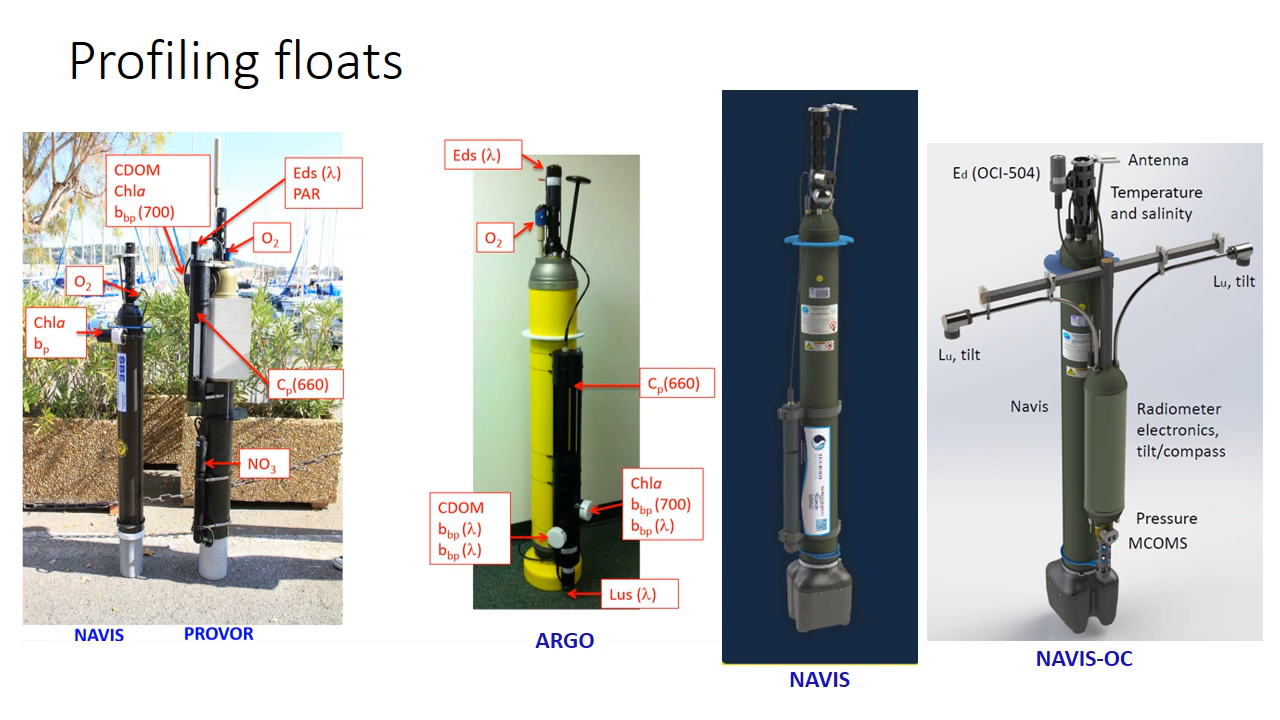 Profiling floats
CDOM
Chla
bbp (700)
Eds (λ)
PAR
O2
O2
Chla
bp
Cp(660)
NO3
SBE
NAVIS
PROVOR
Eds (λ)
O2
Cp(660)
Chla
bbp (700)
bbp (λ)
CDOM
bbp (λ)
bbp (λ)
Lus (λ)
ARGO
NAVIS
Ed (OCI-504)
Antenna
Temperature
and salinity
Lu, tilt
Lu, tilt
Navis
Radiometer
electronics,
tilt/compass
Pressure
MCOMS
NAVIS-OC